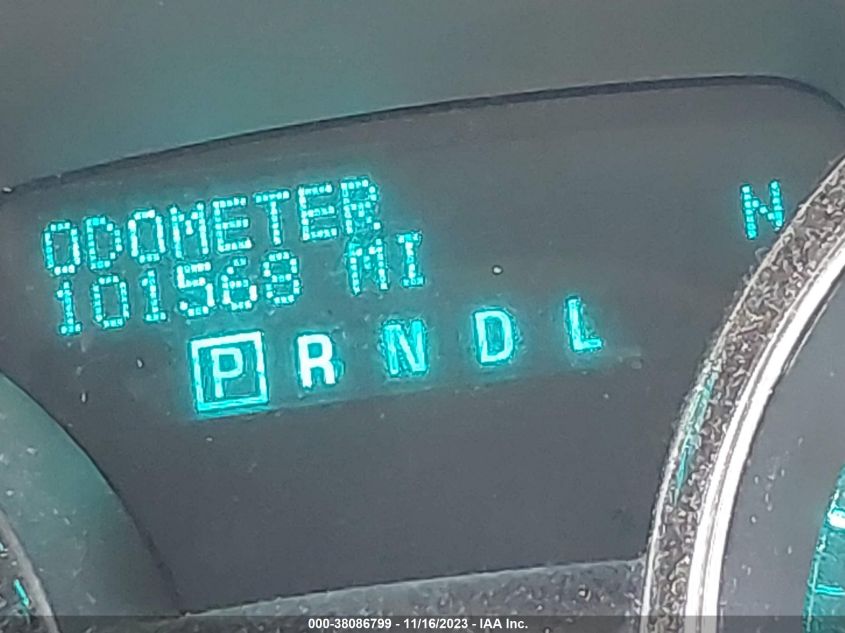 ODOMETER N
101568 MI
P R N D L
000-38086799 - 11/16/2023 - IAA Inc.